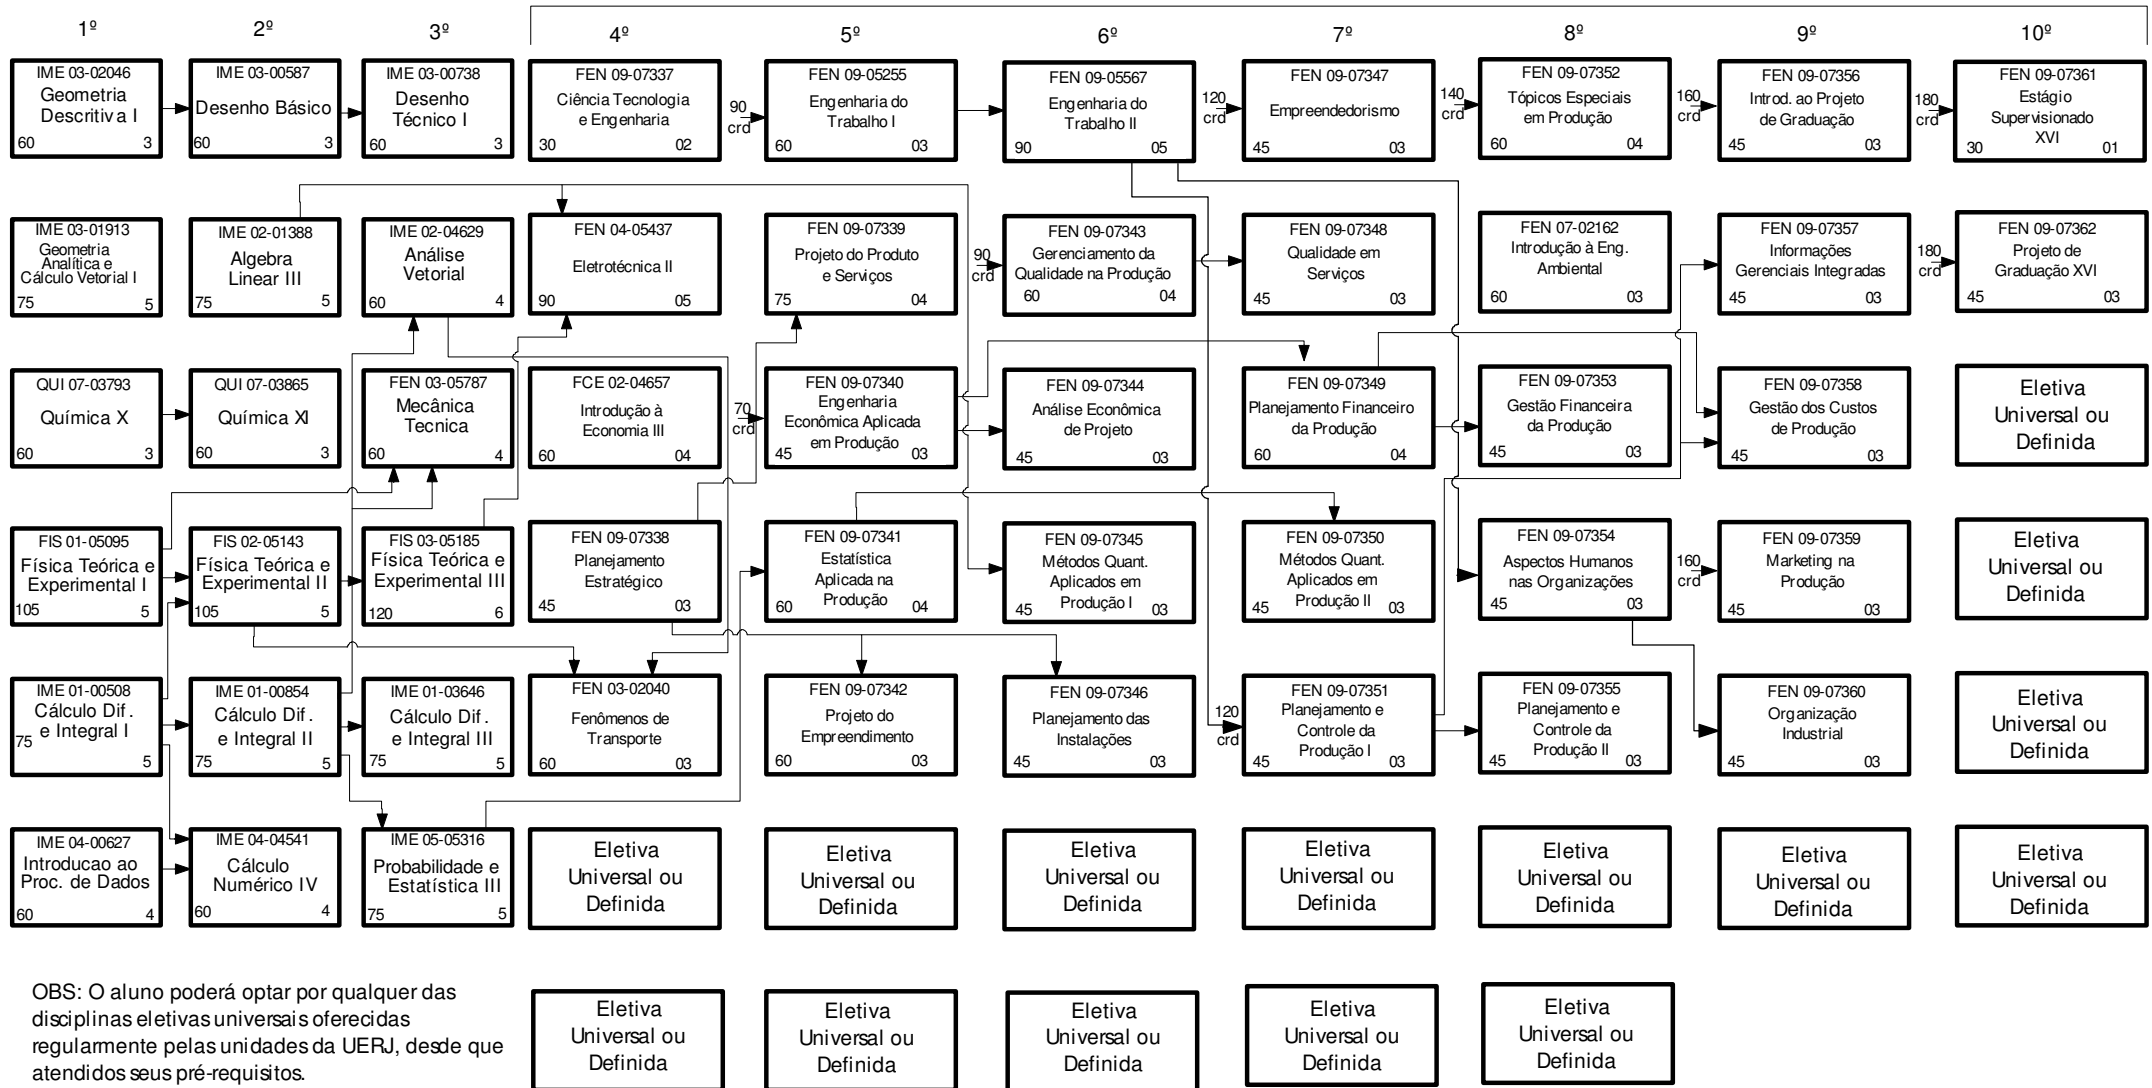 1º
2º
3º
4º
5º
6º
7º
8º
9º
10º
IME 03-02046
Geometria
Descritiva I
60 3
IME 03-00587
Desenho Básico
60 3
IME 03-00738
Desenho
Técnico I
60 3
FEN 09-07337
Ciência Tecnologia
e Engenharia
30 02
90
crd
FEN 09-05255
Engenharia do
Trabalho I
60 03
FEN 09-05567
Engenharia do
Trabalho II
90 05
120
crd
FEN 09-07347
Empreendedorismo
45 03
140
crd
FEN 09-07352
Tópicos Especiais
em Produção
60 04
160
crd
FEN 09-07356
Introd. ao Projeto
de Graduação
45 03
180
crd
FEN 09-07361
Estágio
Supervisionado
XVI
30 01
IME 03-01913
Geometria
Analítica e
Cálculo Vetorial I
75 5
IME 02-01388
Algebra
Linear III
75 5
IME 02-04629
Análise
Vetorial
60 4
FEN 04-05437
Eletrotécnica II
90 05
FEN 09-07339
Projeto do Produto
e Serviços
75 04
90
crd
FEN 09-07343
Gerenciamento da
Qualidade na Produção
60 04
FEN 09-07348
Qualidade em
Serviços
45 03
FEN 07-02162
Introdução à Eng.
Ambiental
60 03
FEN 09-07357
Informações
Gerenciais Integradas
45 03
180
crd
FEN 09-07362
Projeto de
Graduação XVI
45 03
QUI 07-03793
Química X
60 3
QUI 07-03865
Química XI
60 3
FEN 03-05787
Mecânica
Tecnica
60 4
FCE 02-04657
Introdução à
Economia III
60 04
70
crd
FEN 09-07340
Engenharia
Econômica Aplicada
em Produção
45 03
FEN 09-07344
Análise Econômica
de Projeto
45 03
FEN 09-07349
Planejamento Financeiro
da Produção
60 04
FEN 09-07353
Gestão Financeira
da Produção
45 03
FEN 09-07358
Gestão dos Custos
de Produção
45 03
Eletiva
Universal ou
Definida
FIS 01-05095
Física Teórica e
Experimental I
105 5
FIS 02-05143
Física Teórica e
Experimental II
105 5
FIS 03-05185
Física Teórica e
Experimental III
120 6
FEN 09-07338
Planejamento
Estratégico
45 03
FEN 09-07341
Estatística
Aplicada na
Produção
60 04
FEN 09-07345
Métodos Quant.
Aplicados em
Produção I
45 03
FEN 09-07350
Métodos Quant.
Aplicados em
Produção II
45 03
FEN 09-07354
Aspectos Humanos
nas Organizações
45 03
160
crd
FEN 09-07359
Marketing na
Produção
45 03
Eletiva
Universal ou
Definida
IME 01-00508
Cálculo Dif.
e Integral I
75 5
IME 01-00854
Cálculo Dif.
e Integral II
75 5
IME 01-03646
Cálculo Dif.
e Integral III
75 5
FEN 03-02040
Fenômenos de
Transporte
60 03
FEN 09-07342
Projeto do
Empreendimento
60 03
FEN 09-07346
Planejamento das
Instalações
45 03
120
crd
FEN 09-07351
Planejamento e
Controle da
Produção I
45 03
FEN 09-07355
Planejamento e
Controle da
Produção II
45 03
FEN 09-07360
Organização
Industrial
45 03
Eletiva
Universal ou
Definida
IME 04-00627
Introducao ao
Proc. de Dados
60 4
IME 04-04541
Cálculo
Numérico IV
60 4
IME 05-05316
Probabilidade e
Estatística III
75 5
Eletiva
Universal ou
Definida
Eletiva
Universal ou
Definida
Eletiva
Universal ou
Definida
Eletiva
Universal ou
Definida
Eletiva
Universal ou
Definida
Eletiva
Universal ou
Definida
Eletiva
Universal ou
Definida
OBS: O aluno poderá optar por qualquer das
disciplinas eletivas universais oferecidas
regularmente pelas unidades da UERJ, desde que
atendidos seus pré-requisitos.
Eletiva
Universal ou
Definida
Eletiva
Universal ou
Definida
Eletiva
Universal ou
Definida
Eletiva
Universal ou
Definida
Eletiva
Universal ou
Definida